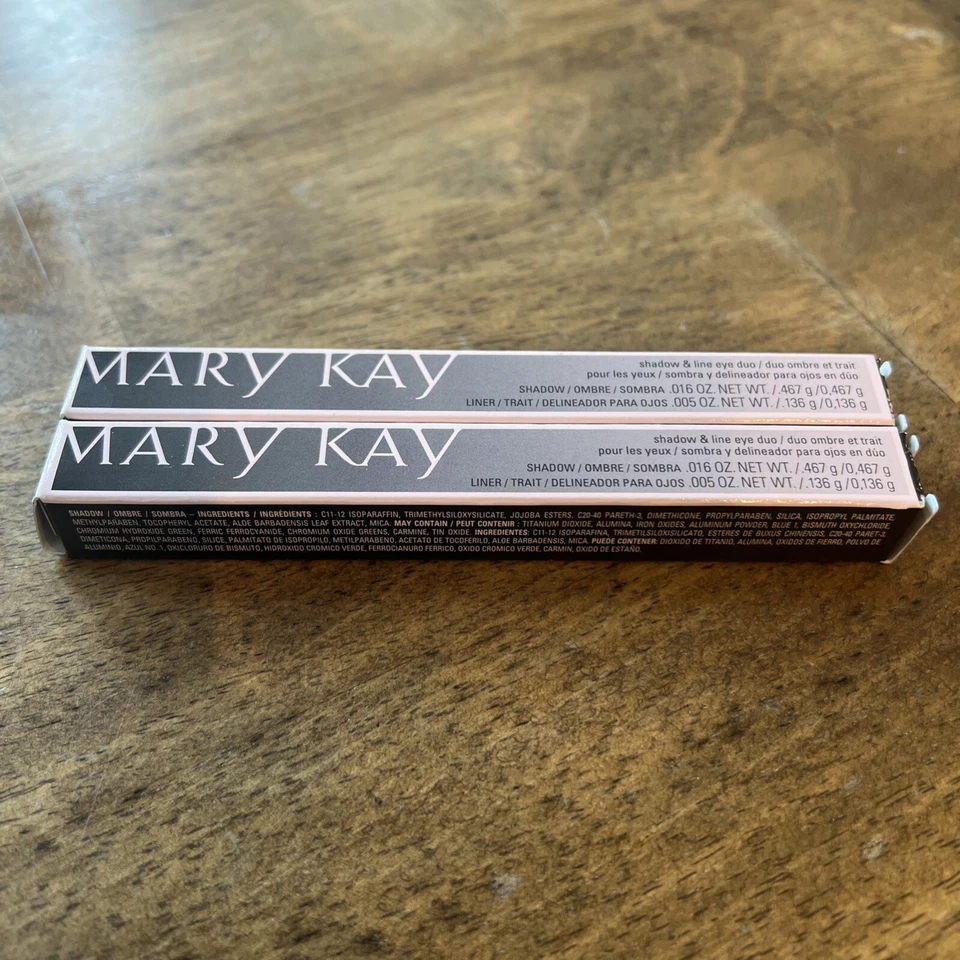 MARY KAY
shadow & line eye duo / duo ombre et trait
pour les yeux / sombra y delineador para ojos en dúo
SHADOW / OMBRE / SOMBRA .016 OZ. NET WT. / .467 g /0,467 g
LINER / TRAIT / DELINEADOR PARA OJOS .005 OZ. NET WT. / .136 g /0,136 g
MARY KAY
shadow & line eye duo / duo ombre et trait
pour les yeux / sombra y delineador para ojos en dúo
SHADOW / OMBRE / SOMBRA .016 OZ. NET WT. / .467 g /0,467 g
LINER / TRAIT / DELINEADOR PARA OJOS .005 OZ. NET WT. / .136 g /0,136 g
SHADOW / OMBRE / SOMBRA – INGREDIENTS / INGRÉDIENTS : C11-12 ISOPARAFFIN, TRIMETHYLSILOXYSILICATE, JOJOBA ESTERS, C20-40 PARETH-3, DIMETHICONE, PROPYLPARABEN, SILICA, ISOPROPYL PALMITATE,
METHYLPARABEN, TOCOPHERYL ACETATE, ALOE BARBADENSIS LEAF EXTRACT, MICA. MAY CONTAIN / PEUT CONTENIR : TITANIUM DIOXIDE, ALUMINA, IRON OXIDES, ALUMINUM POWDER, BLUE 1, BISMUTH OXYCHLORIDE,
CHROMIUM HYDROXIDE GREEN, FERRIC FERROCYANIDE, CHROMIUM OXIDE GREENS, CARMINE, TIN OXIDE. INGREDIENTES: C11-12 ISOPARAFINA, TRIMETILSILOXISILICATO, ESTERES DE BUXUS CHINENSIS, C20-40 PARET-3,
DIMETICONA, PROPILPARABENO, SILICE, PALMITATO DE ISOPROPILO, METILPARABENO, ACETATO DE TOCOFERILO, ALOE BARBADENSIS, MICA. PUEDE CONTENER: DIOXIDO DE TITANIO, ALUMINA, OXIDOS DE FIERRO, POLVO DE
ALUMINIO, AZUL NO. 1, OXICLORURO DE BISMUTO, HIDROXIDO CROMICO VERDE, FERROCIANURO FERRICO, OXIDO CROMICO VERDE, CARMIN, OXIDO DE ESTAÑO.